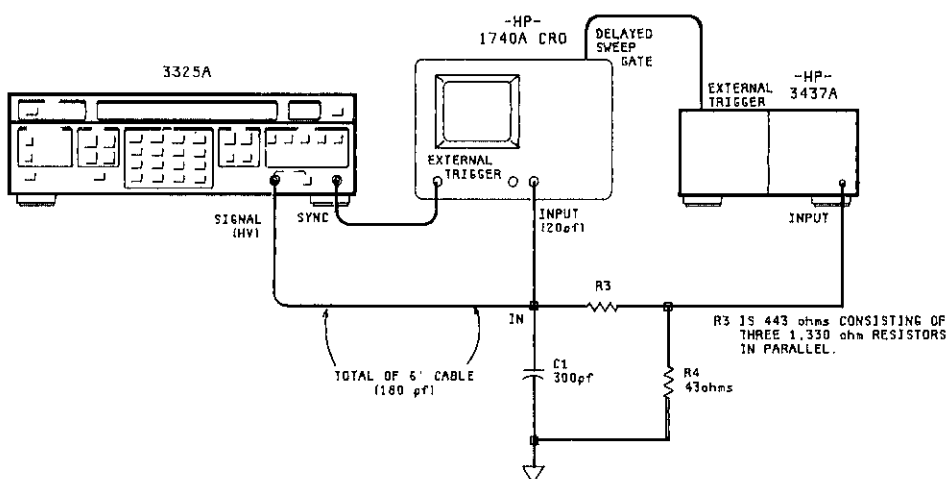 -HP-
1740A CRO
DELAYED
SWEEP
GATE
3325A
-HP-
3437A
EXTERNAL
TRIGGER
EXTERNAL
TRIGGER
SIGNAL
(HV)
SYNC
INPUT
(20pf)
INPUT
R3
IN
R3 IS 443 ohms CONSISTING OF
THREE 1,330 ohm RESISTORS
IN PARALLEL.
TOTAL OF 6' CABLE
(180 pf)
C1
300pf
R4
43ohms